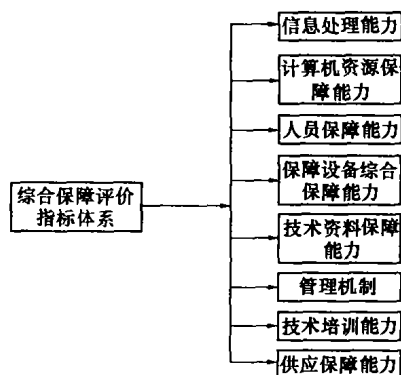 信息处理能力
计算机资源保
障能力
人员保障能力
保障设备综合
保障能力
综合保障评价
指标体系
技术资料保障
能力
管理机制
技术培训能力
供应保障能力